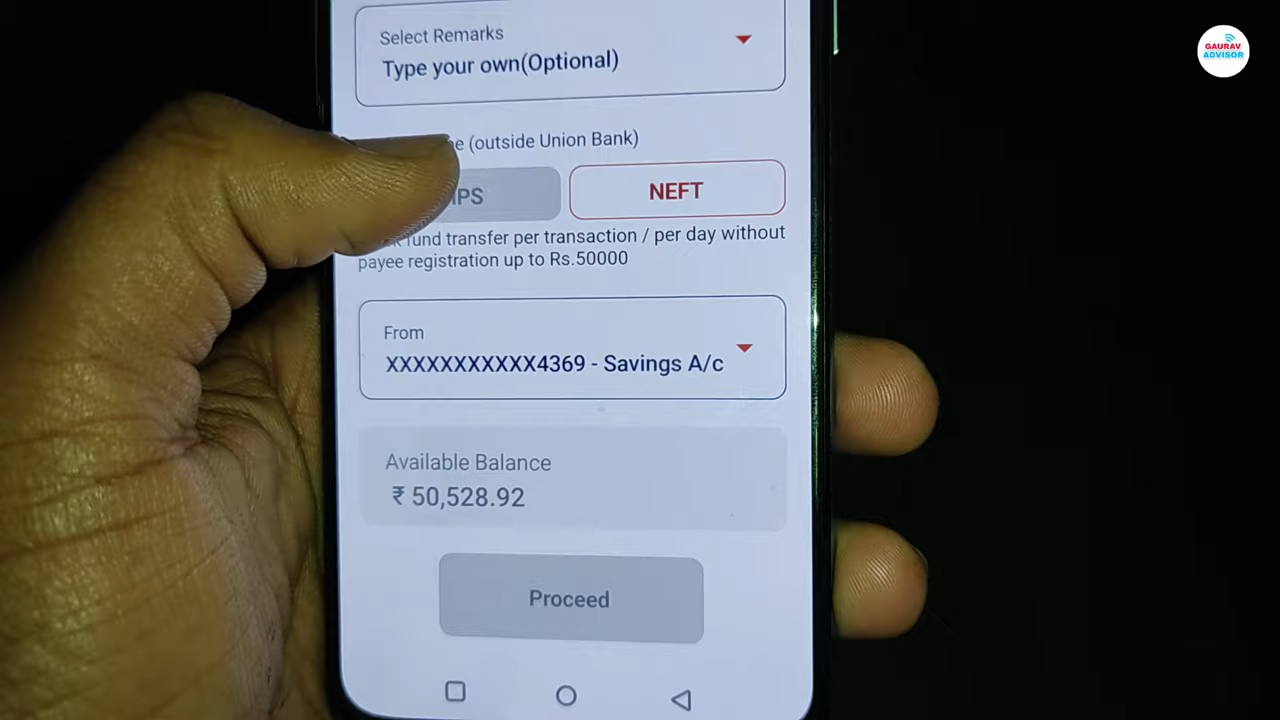 Select Remarks
Type your own(Optional)
(outside Union Bank)
NEFT
fund transfer per transaction / per day without
payee registration up to Rs.50000
From
XXXXXXXXXXX4369 - Savings A/c
Available Balance
₹ 50,528.92
Proceed
GAURAV
ADVISOR